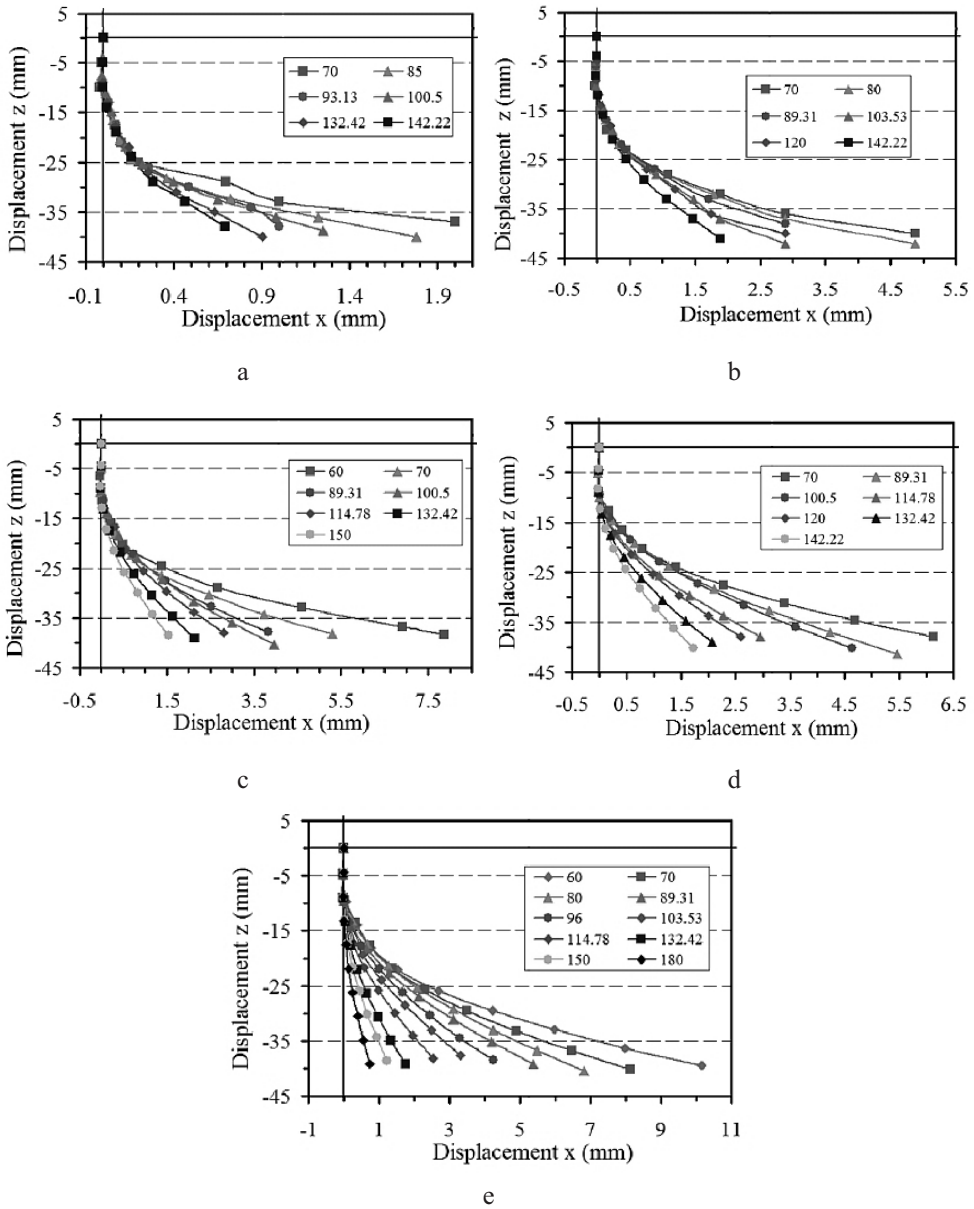 5
-5
-15
-25
-35
-45
Displacement z (mm)
70 85
93.13 100.5
132.42 142.22
-0.1 0.4 0.9 1.4 1.9
Displacement x (mm)
a
5
-5
-15
-25
-35
-45
Displacement z (mm)
70 80
89.31 103.53
120 142.22
-0.5 0.5 1.5 2.5 3.5 4.5 5.5
Displacement x (mm)
b
5
-5
-15
-25
-35
-45
Displacement z (mm)
60 70
89.31 100.5
114.78 132.42
150
-0.5 1.5 3.5 5.5 7.5
Displacement x (mm)
c
5
-5
-15
-25
-35
-45
Displacement z (mm)
70 89.31
100.5 114.78
120 132.42
142.22
-0.5 0.5 1.5 2.5 3.5 4.5 5.5 6.5
Displacement x (mm)
d
5
-5
-15
-25
-35
-45
Displacement z (mm)
60 70
80 89.31
96 103.53
114.78 132.42
150 180
-1 1 3 5 7 9 11
Displacement x (mm)
e